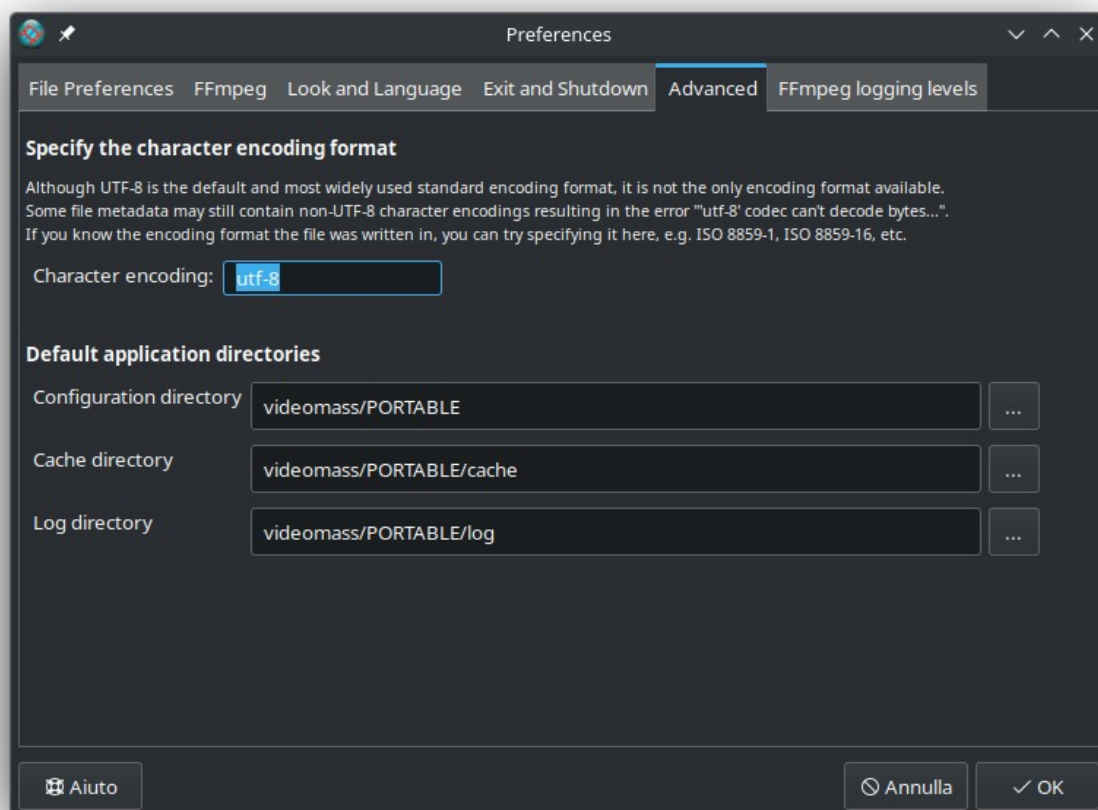 Preferences
File Preferences FFmpeg Look and Language Exit and Shutdown Advanced FFmpeg logging levels
Specify the character encoding format
Although UTF-8 is the default and most widely used standard encoding format, it is not the only encoding format available.
Some file metadata may still contain non-UTF-8 character encodings resulting in the error "'utf-8' codec can't decode bytes...".
If you know the encoding format the file was written in, you can try specifying it here, e.g. ISO 8859-1, ISO 8859-16, etc.
Character encoding: utf-8
Default application directories
Configuration directory videomass/PORTABLE ...
Cache directory videomass/PORTABLE/cache ...
Log directory videomass/PORTABLE/log ...
Aiuto Annulla OK